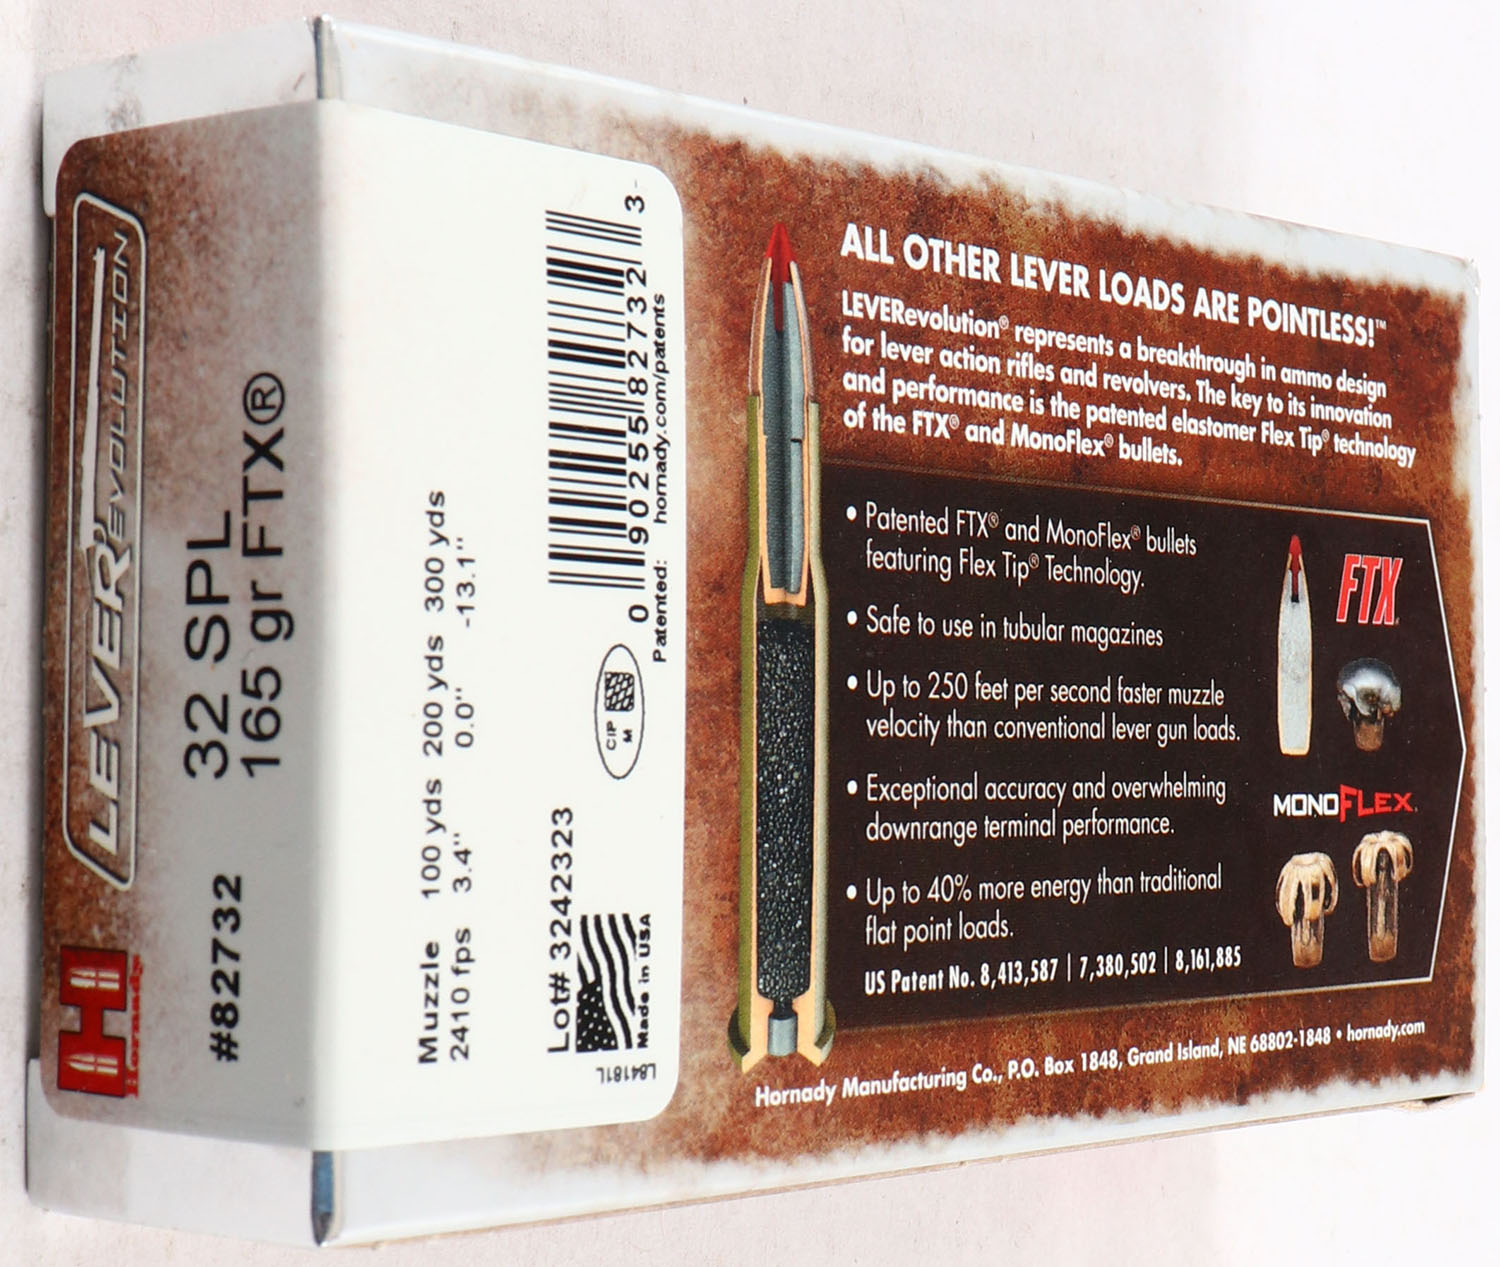 LEVERevolution
H
Hornady
32 SPL
#82732 165 gr FTX®
Muzzle 100 yds 200 yds 300 yds
2410 fps 3.4" 0.0" -13.1"
Lot# 3242323
Made in USA
CIP
M
0 90255 82732 3
Patented: hornady.com/patents
L84181L
ALL OTHER LEVER LOADS ARE POINTLESS!™
LEVERevolution® represents a breakthrough in ammo design
for lever action rifles and revolvers. The key to its innovation
and performance is the patented elastomer Flex Tip® technology
of the FTX® and MonoFlex® bullets.
• Patented FTX® and MonoFlex® bullets
featuring Flex Tip® Technology.
• Safe to use in tubular magazines
• Up to 250 feet per second faster muzzle
velocity than conventional lever gun loads.
• Exceptional accuracy and overwhelming
downrange terminal performance.
• Up to 40% more energy than traditional
flat point loads.
FTX
MONOFLEX
US Patent No. 8,413,587 | 7,380,502 | 8,161,885
Hornady Manufacturing Co., P.O. Box 1848, Grand Island, NE 68802-1848 • hornady.com